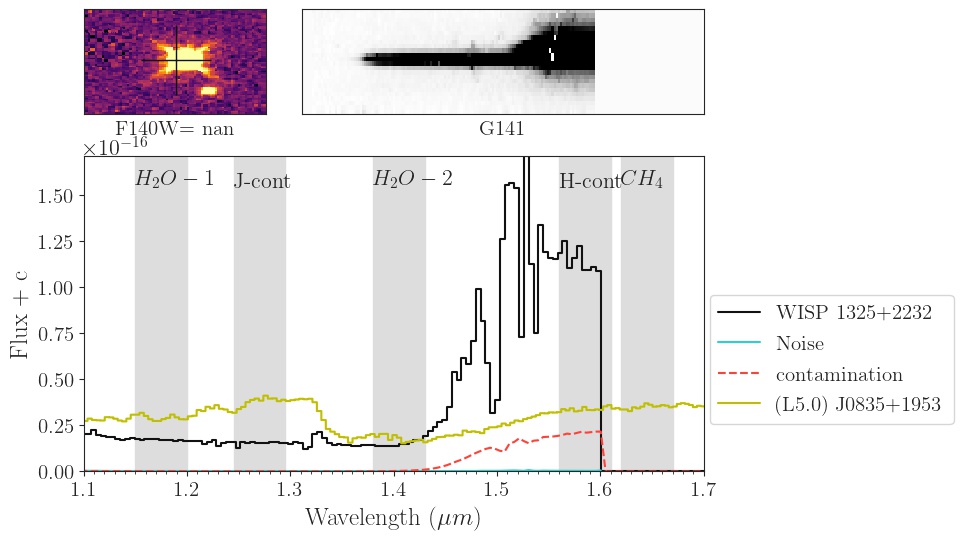 F140W= nan
G141
×10⁻¹⁶
H₂O − 1
J-cont
H₂O − 2
H-cont
CH₄
1.50
1.25
1.00
0.75
0.50
0.25
0.00
Flux + c
1.1 1.2 1.3 1.4 1.5 1.6 1.7
Wavelength (μm)
WISP 1325+2232
Noise
contamination
(L5.0) J0835+1953